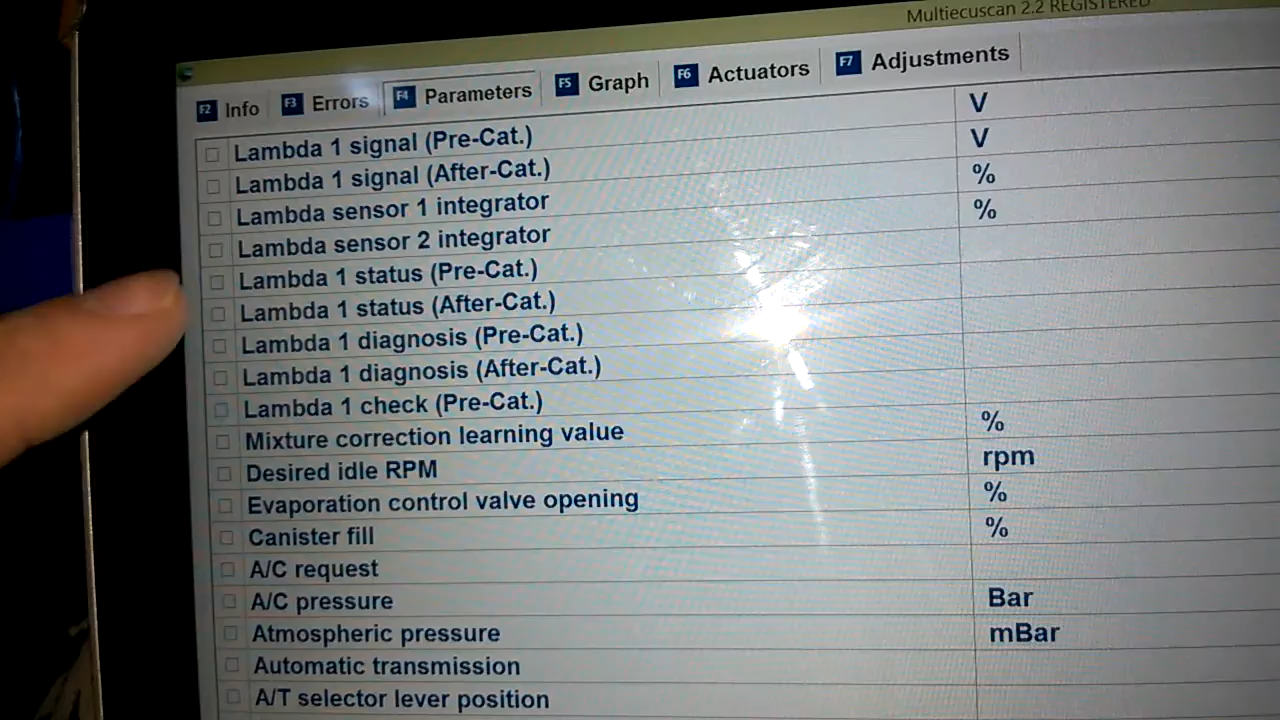 Multiecuscan 2.2 REGISTERED
F2 Info F3 Errors F4 Parameters F5 Graph F6 Actuators F7 Adjustments
Lambda 1 signal (Pre-Cat.) V
Lambda 1 signal (After-Cat.) V
Lambda sensor 1 integrator %
Lambda sensor 2 integrator %
Lambda 1 status (Pre-Cat.)
Lambda 1 status (After-Cat.)
Lambda 1 diagnosis (Pre-Cat.)
Lambda 1 diagnosis (After-Cat.)
Lambda 1 check (Pre-Cat.)
Mixture correction learning value %
Desired idle RPM rpm
Evaporation control valve opening %
Canister fill %
A/C request
A/C pressure Bar
Atmospheric pressure mBar
Automatic transmission
A/T selector lever position